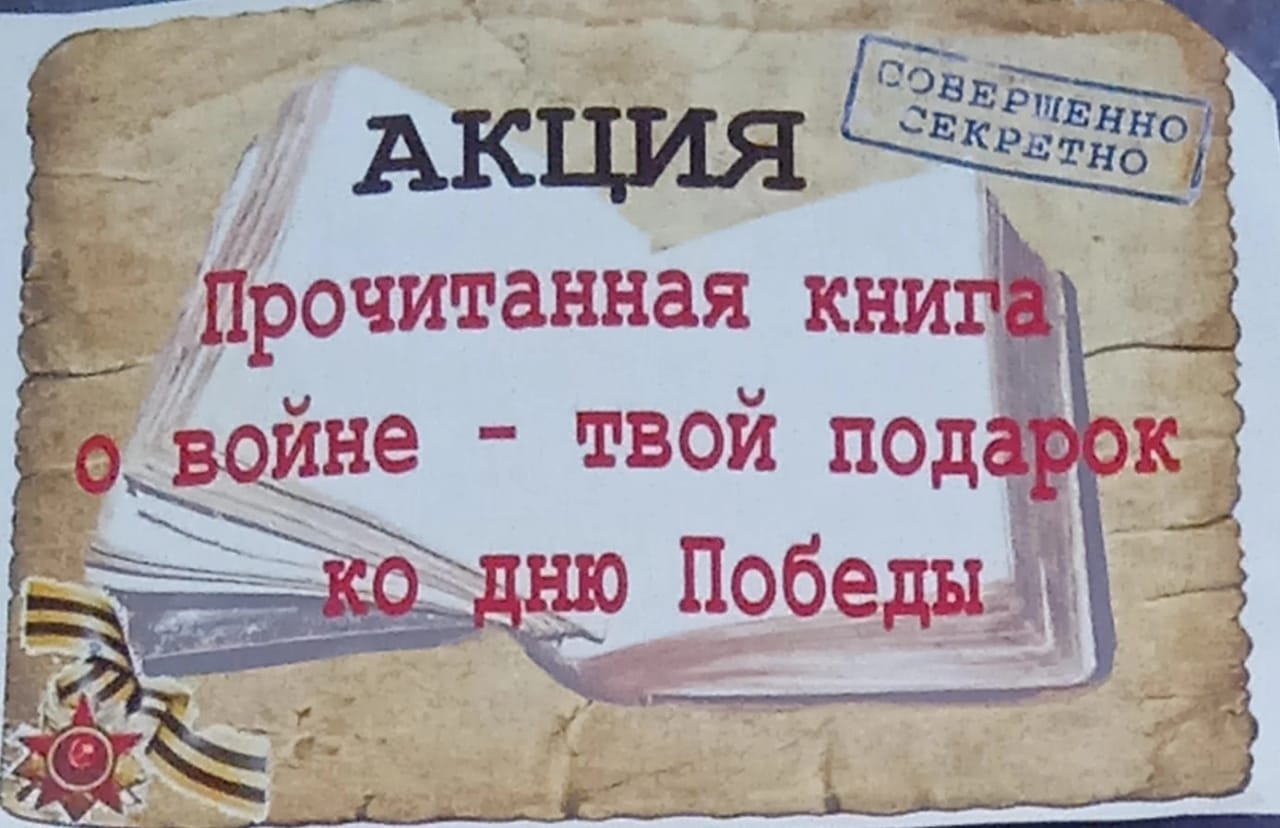 СОВЕРШЕННО
СЕКРЕТНО
АКЦИЯ
Прочитанная книга
о войне - твой подарок
ко дню Победы